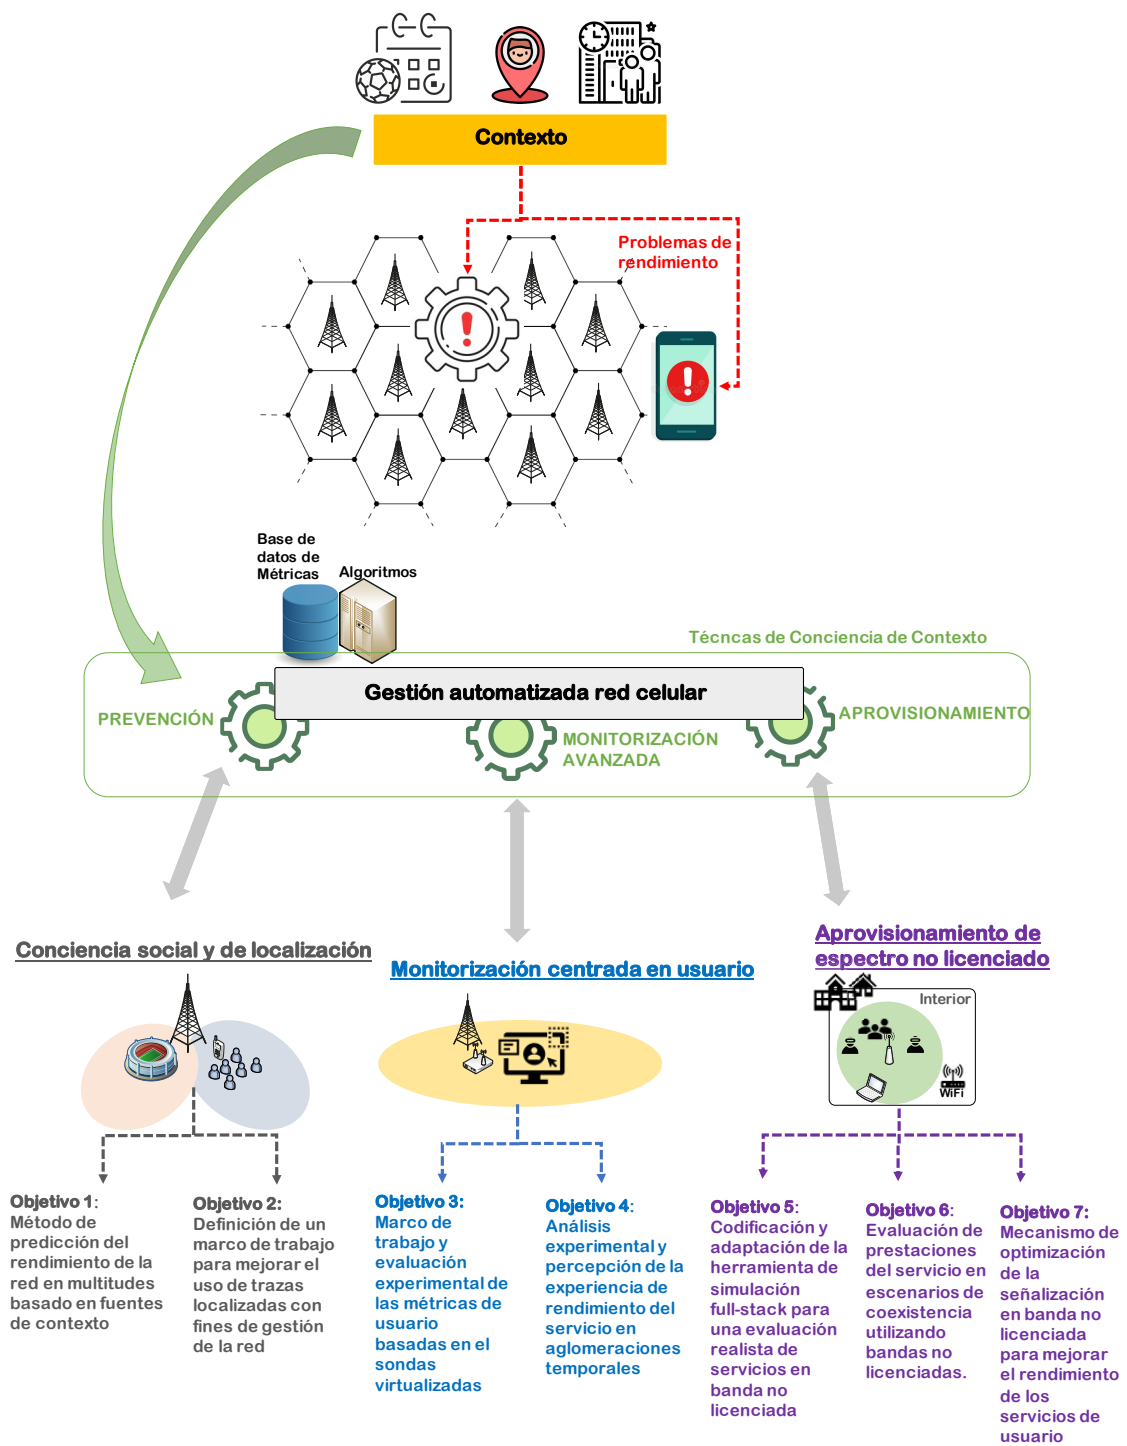 Contexto
Problemas de
rendimiento
Base de
datos de
Métricas
Algoritmos
Técncas de Conciencia de Contexto
Gestión automatizada red celular
PREVENCIÓN
MONITORIZACIÓN
AVANZADA
APROVISIONAMIENTO
Conciencia social y de localización
Monitorización centrada en usuario
Aprovisionamiento de
espectro no licenciado
Interior
WiFi
Objetivo 1:
Método de
predicción del
rendimiento de la
red en multitudes
basado en fuentes
de contexto
Objetivo 2:
Definición de un
marco de trabajo
para mejorar el
uso de trazas
localizadas con
fines de gestión
de la red
Objetivo 3:
Marco de
trabajo y
evaluación
experimental de
las métricas de
usuario
basadas en el
sondas
virtualizadas
Objetivo 4:
Análisis
experimental y
percepción de la
experiencia de
rendimiento del
servicio en
aglomeraciones
temporales
Objetivo 5:
Codificación y
adaptación de la
herramienta de
simulación
full-stack para
una evaluación
realista de
servicios en
banda no
licenciada
Objetivo 6:
Evaluación de
prestaciones
del servicio en
escenarios de
coexistencia
utilizando
bandas no
licenciadas.
Objetivo 7:
Mecanismo de
optimización
de la
señalización
en banda no
licenciada
para mejorar
el rendimiento
de los
servicios de
usuario